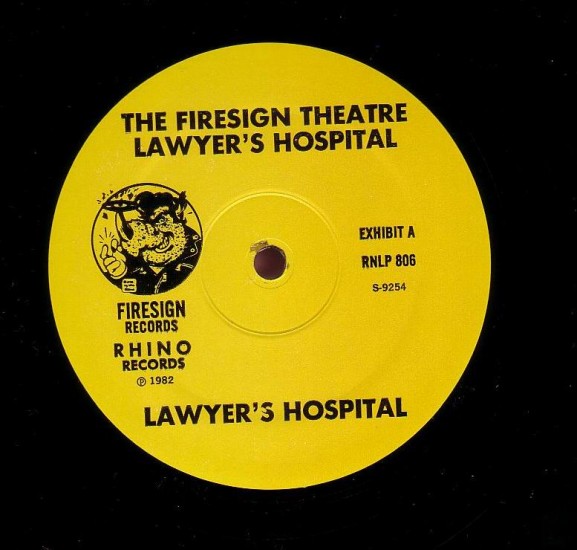 THE FIRESIGN THEATRE
LAWYER'S HOSPITAL
EXHIBIT A
RNLP 806
S-9254
FIRESIGN
RECORDS
RHINO
RECORDS
℗ 1982
LAWYER'S HOSPITAL